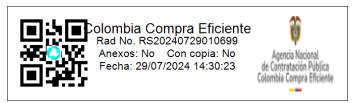 Colombia Compra Eficiente
Rad No. RS20240729010699
Anexos: No Con copia: No
Fecha: 29/07/2024 14:30:23
Agencia Nacional
de Contratación Pública
Colombia Compra Eficiente